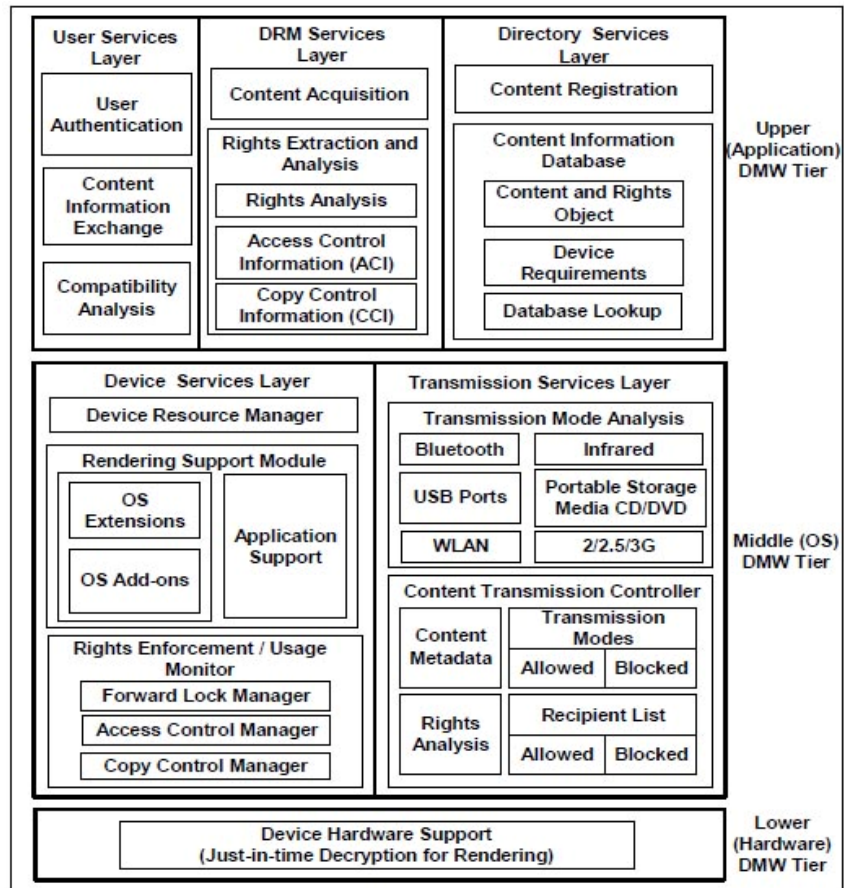 User Services
Layer
User
Authentication
Content
Information
Exchange
Compatibility
Analysis
DRM Services
Layer
Content Acquisition
Rights Extraction and
Analysis
Rights Analysis
Access Control
Information (ACI)
Copy Control
Information (CCI)
Directory Services
Layer
Content Registration
Content Information
Database
Content and Rights
Object
Device
Requirements
Database Lookup
Upper
(Application)
DMW Tier
Device Services Layer
Device Resource Manager
Rendering Support Module
OS
Extensions
OS Add-ons
Application
Support
Rights Enforcement / Usage
Monitor
Forward Lock Manager
Access Control Manager
Copy Control Manager
Transmission Services Layer
Transmission Mode Analysis
Bluetooth
Infrared
USB Ports
Portable Storage
Media CD/DVD
WLAN
2/2.5/3G
Content Transmission Controller
Content
Metadata
Transmission
Modes
Allowed
Blocked
Rights
Analysis
Recipient List
Allowed
Blocked
Middle (OS)
DMW Tier
Device Hardware Support
(Just-in-time Decryption for Rendering)
Lower
(Hardware)
DMW Tier